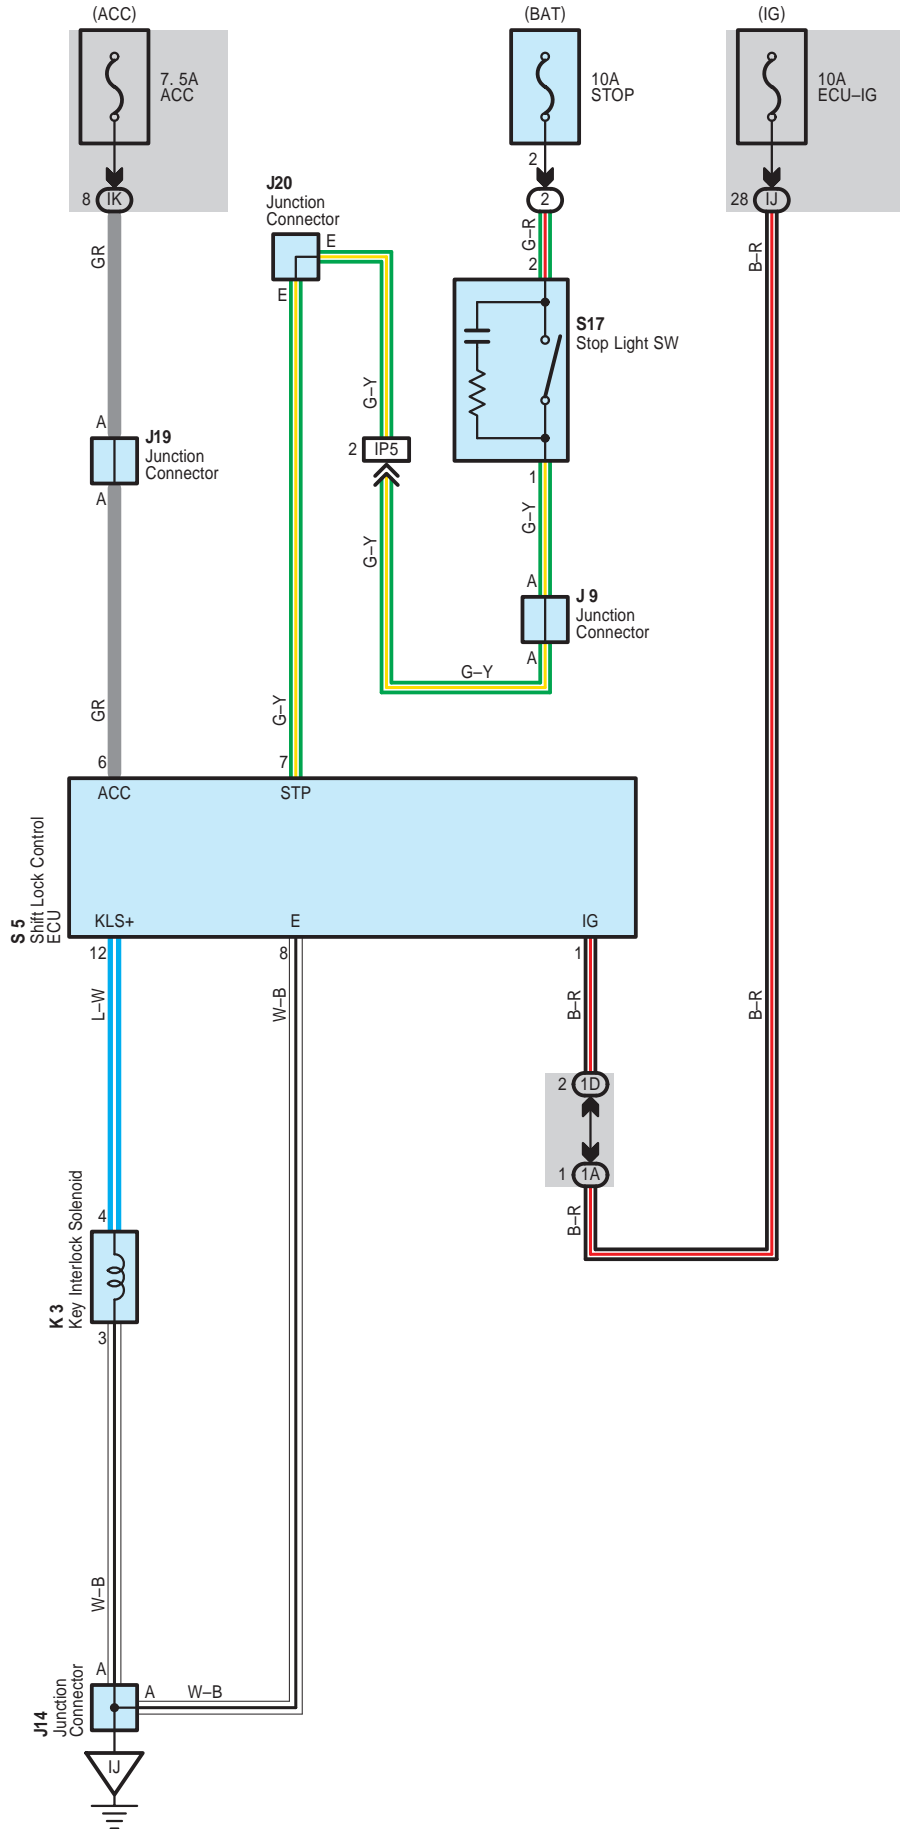 (ACC)
(BAT)
(IG)
7. 5A
ACC
10A
STOP
10A
ECU–IG
8
IK
2
2
28
IJ
J20
Junction
Connector
E
E
GR
G–R
2
B–R
S17
Stop Light SW
G–Y
2
IP5
A
J19
Junction
Connector
A
1
G–Y
G–Y
A
J 9
Junction
Connector
A
G–Y
GR
G–Y
6
7
ACC
STP
S 5
Shift Lock Control
ECU
KLS+
E
IG
12
8
1
L–W
W–B
B–R
B–R
2
1D
1
1A
B–R
4
K 3
Key Interlock Solenoid
3
W–B
A
A
W–B
J14
Junction
Connector
IJ